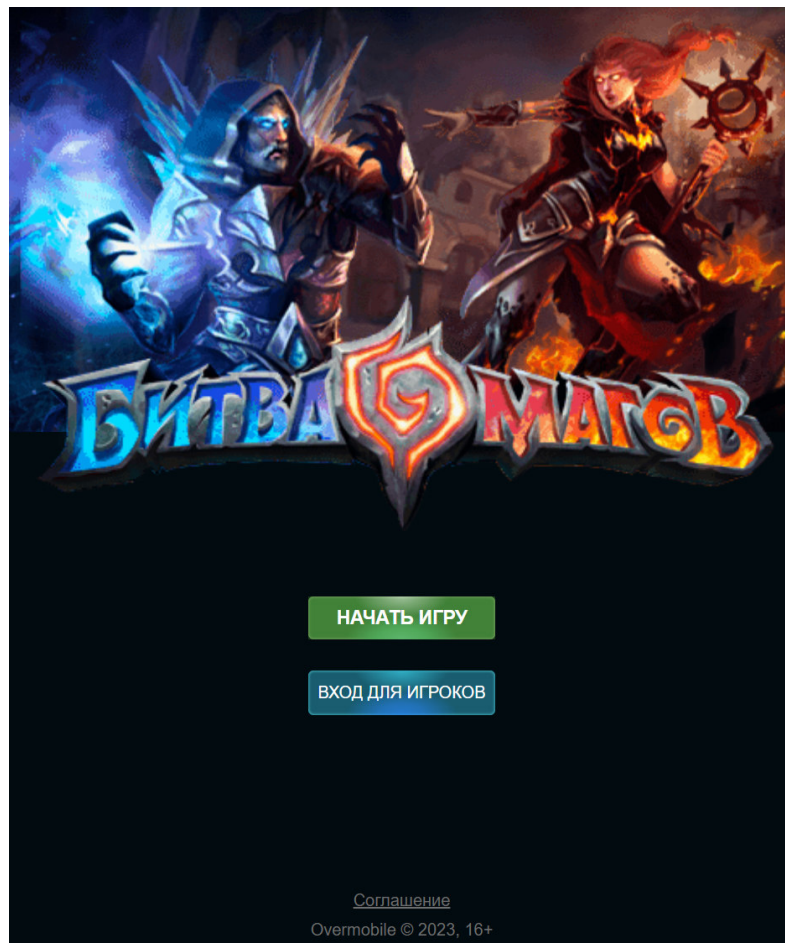 БИТВА МАГОВ
НАЧАТЬ ИГРУ
ВХОД ДЛЯ ИГРОКОВ
Соглашение
Overmobile © 2023, 16+